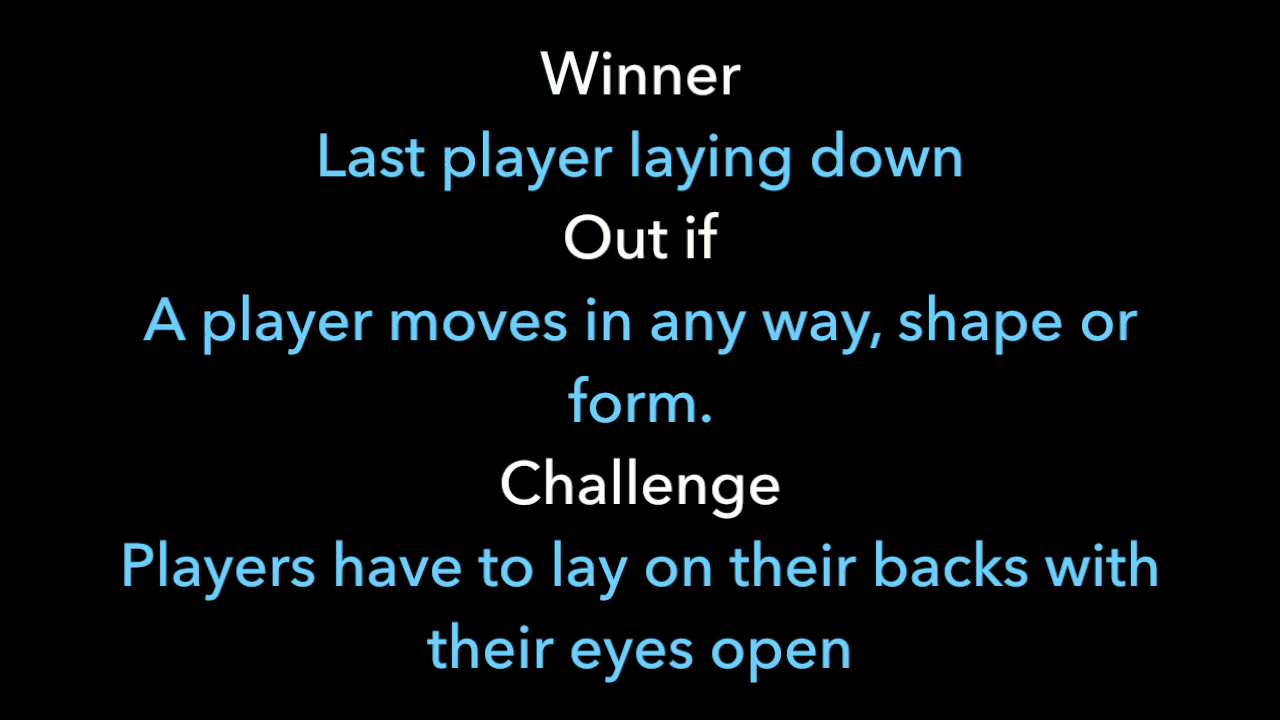 Winner
Last player laying down
Out if
A player moves in any way, shape or
form.
Challenge
Players have to lay on their backs with
their eyes open